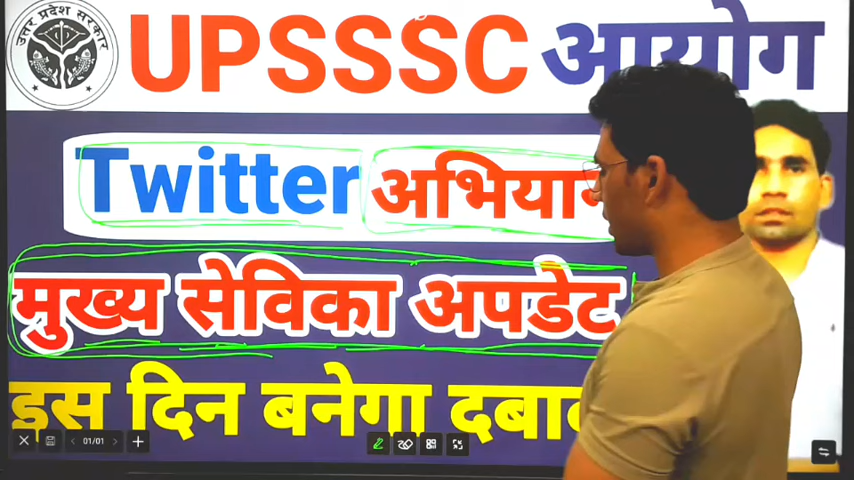 उत्तर प्रदेश सरकार
UPSSSC आयोग
Twitter अभियान
मुख्य सेविका अपडेट
इस दिन बनेगा
01/01